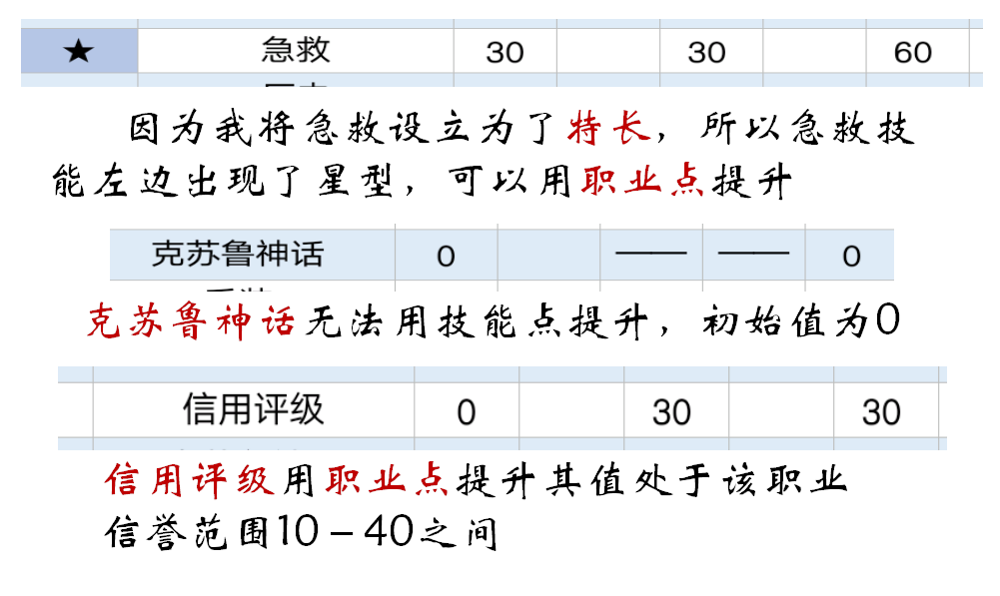 ★ 急救 30 30 60
因为我将急救设立为了特长，所以急救技
能左边出现了星型，可以用职业点提升
克苏鲁神话 0 —— —— 0
克苏鲁神话无法用技能点提升，初始值为0
信用评级 0 30 30
信用评级用职业点提升其值处于该职业
信誉范围10－40之间